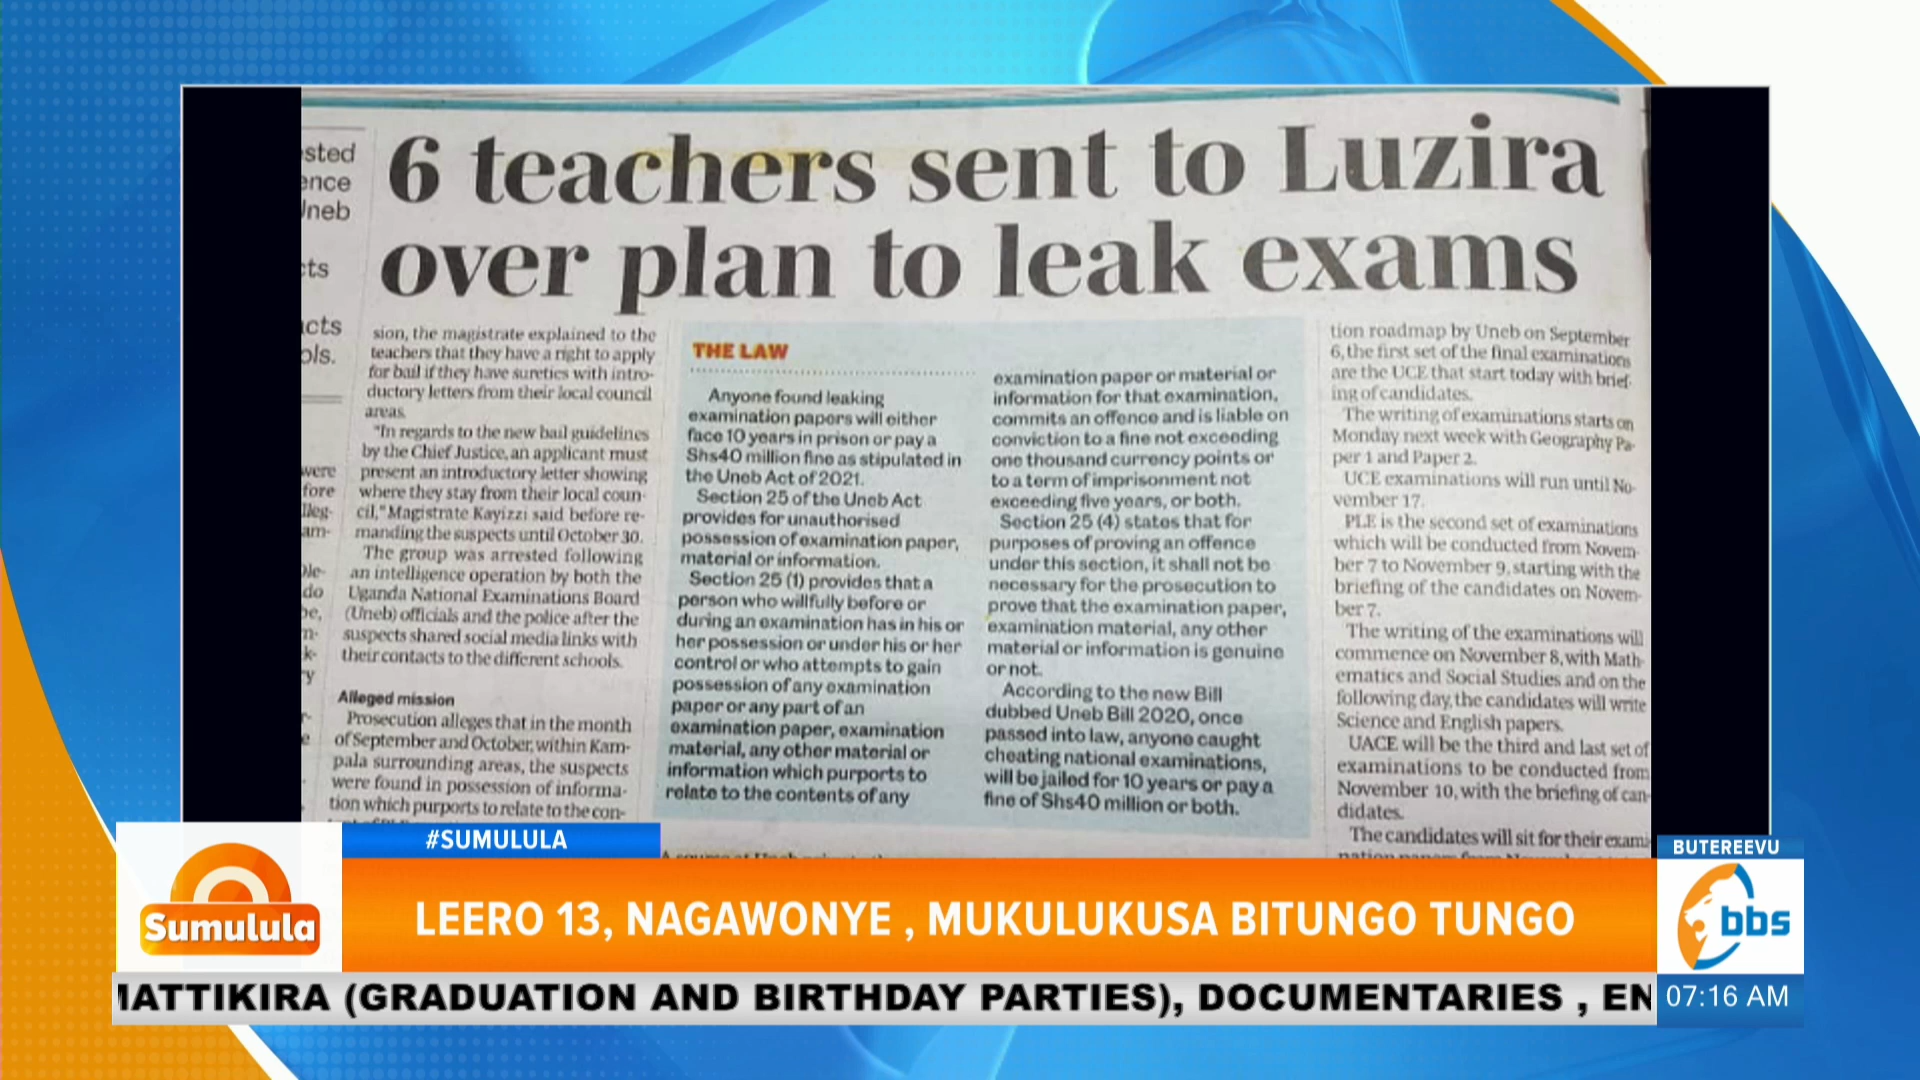 6 teachers sent to Luzira
over plan to leak exams
sted
ence
Uneb
cts
acts
ols.
were
fore
lleg-
am-
do
be,
sion, the magistrate explained to the
teachers that they have a right to apply
for bail if they have sureties with intro-
ductory letters from their local council
areas.
"In regards to the new bail guidelines
by the Chief Justice, an applicant must
present an introductory letter showing
where they stay from their local coun-
cil," Magistrate Kayizzi said before re-
manding the suspects until October 30.
The group was arrested following
an intelligence operation by both the
Uganda National Examinations Board
(Uneb) officials and the police after the
suspects shared social media links with
their contacts to the different schools.
Alleged mission
Prosecution alleges that in the month
of September and October, within Kam-
pala surrounding areas, the suspects
were found in possession of informa-
tion which purports to relate to the con-
THE LAW
Anyone found leaking
examination papers will either
face 10 years in prison or pay a
Shs40 million fine as stipulated in
the Uneb Act of 2021.
Section 25 of the Uneb Act
provides for unauthorised
possession of examination paper,
material or information.
Section 25 (1) provides that a
person who willfully before or
during an examination has in his or
her possession or under his or her
control or who attempts to gain
possession of any examination
paper or any part of an
examination paper, examination
material, any other material or
information which purports to
relate to the contents of any
examination paper or material or
information for that examination,
commits an offence and is liable on
conviction to a fine not exceeding
one thousand currency points or
to a term of imprisonment not
exceeding five years, or both.
Section 25 (4) states that for
purposes of proving an offence
under this section, it shall not be
necessary for the prosecution to
prove that the examination paper,
examination material, any other
material or information is genuine
or not.
According to the new Bill
dubbed Uneb Bill 2020, once
passed into law, anyone caught
cheating national examinations,
will be jailed for 10 years or pay a
fine of Shs40 million or both.
tion roadmap by Uneb on September
6, the first set of the final examinations
are the UCE that start today with brief-
ing of candidates.
The writing of examinations starts on
Monday next week with Geography Pa-
per 1 and Paper 2.
UCE examinations will run until No-
vember 17.
PLE is the second set of examinations
which will be conducted from Novem-
ber 7 to November 9, starting with the
briefing of the candidates on Novem-
ber 7.
The writing of the examinations will
commence on November 8, with Math-
ematics and Social Studies and on the
following day, the candidates will write
Science and English papers.
UACE will be the third and last set of
examinations to be conducted from
November 10, with the briefing of can-
didates.
The candidates will sit for their exami-
#SUMULULA
BUTEREEVU
Sumulula
LEERO 13, NAGAWONYE , MUKULUKUSA BITUNGO TUNGO
bbs
MATTIKIRA (GRADUATION AND BIRTHDAY PARTIES), DOCUMENTARIES , EN
07:16 AM